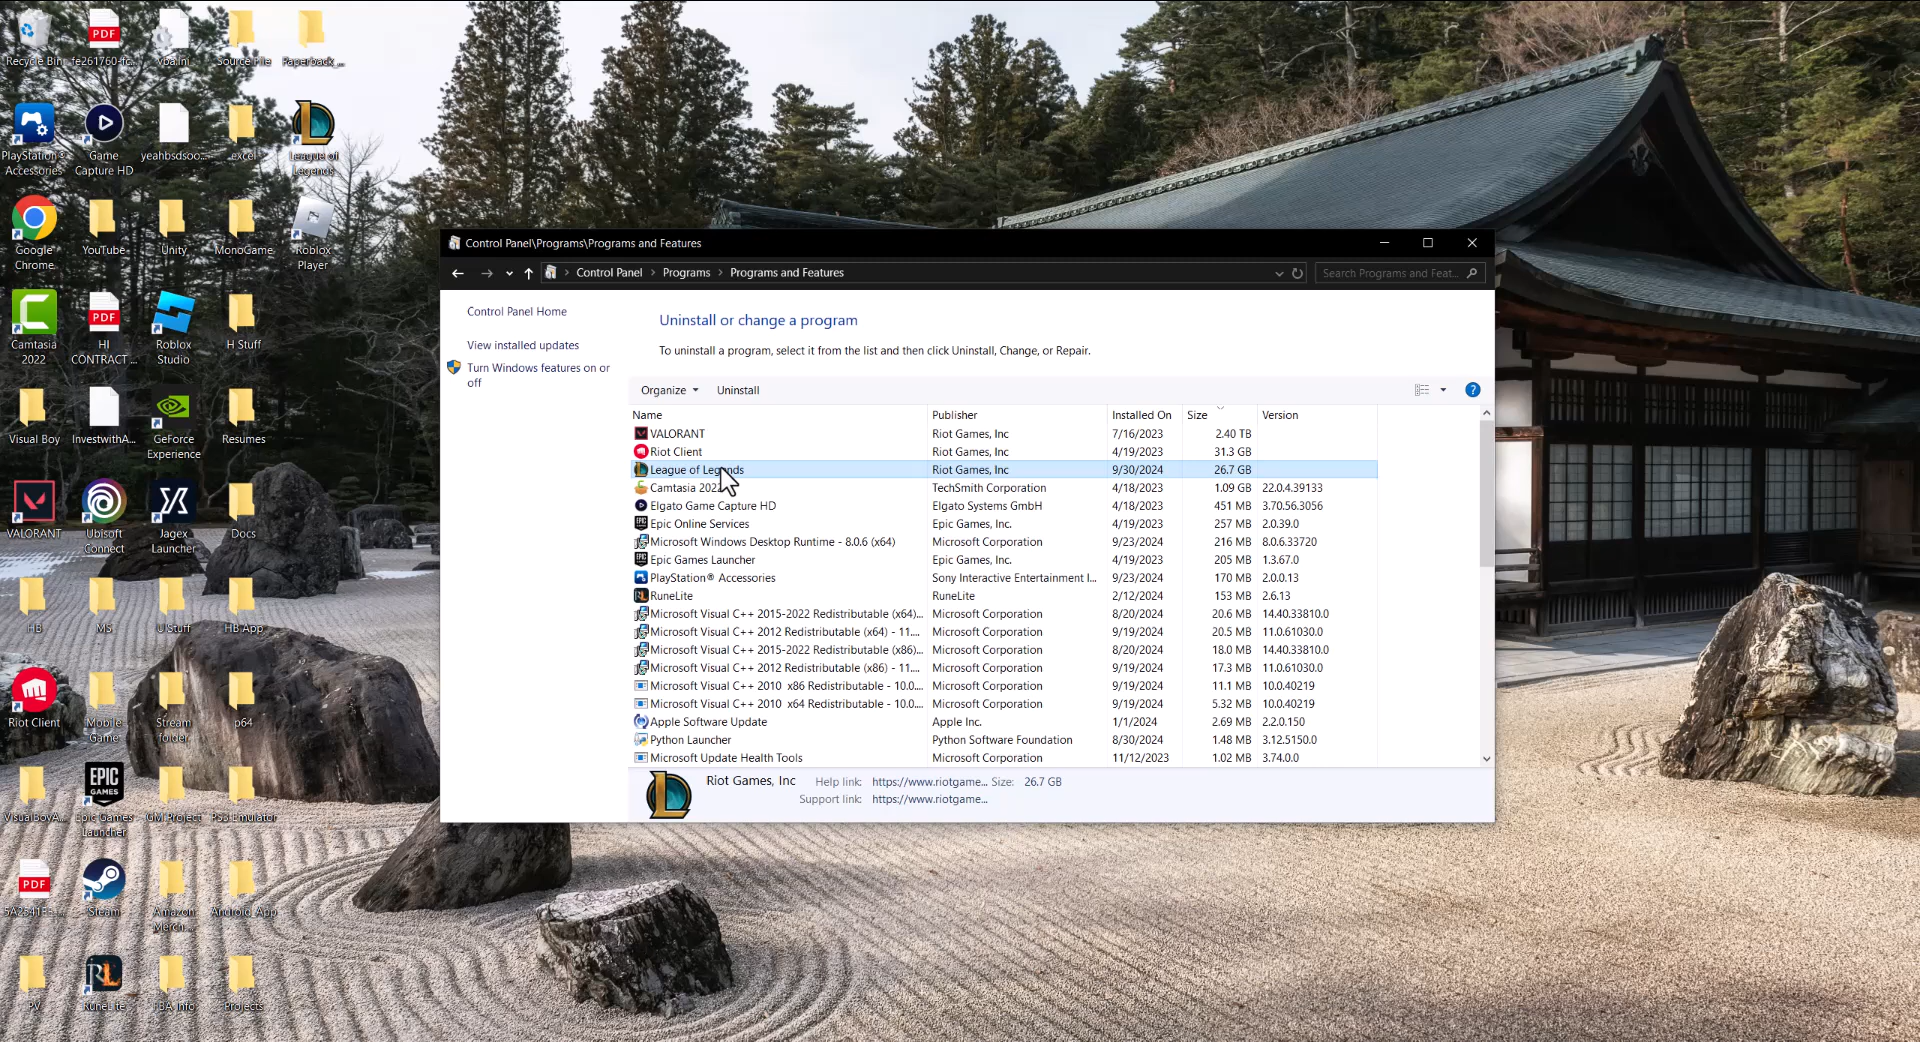 Recycle Bin
fe261760-fc...
vba.ini
Source File
Paperback_...
PlayStation®
Accessories
Game
Capture HD
yeahbsdsoo...
excel
League of
Legends
Google
Chrome
YouTube
Unity
MonoGame
Roblox
Player
Camtasia
2022
HI
CONTRACT ...
Roblox
Studio
H Stuff
Visual Boy
InvestwithA...
GeForce
Experience
Resumes
VALORANT
Ubisoft
Connect
Jagex
Launcher
Docs
HB
MS
U Stuff
HB App
Riot Client
Mobile
Game
Stream
folder
p64
VisualBoyA...
Epic Games
Launcher
GM Project
PS3 Emulator
Steam
Amazon
Merch...
Android_App
PV
RuneLite
FBA Info
Projects
PDF
PDF
PDF
EPIC
GAMES
Control Panel\Programs\Programs and Features
Control Panel > Programs > Programs and Features
Search Programs and Feat...
Control Panel Home
View installed updates
Turn Windows features on or
off
Uninstall or change a program
To uninstall a program, select it from the list and then click Uninstall, Change, or Repair.
Organize Uninstall
Name Publisher Installed On Size Version
VALORANT Riot Games, Inc 7/16/2023 2.40 TB
Riot Client Riot Games, Inc 4/19/2023 31.3 GB
League of Legends Riot Games, Inc 9/30/2024 26.7 GB
Camtasia 2022 TechSmith Corporation 4/18/2023 1.09 GB 22.0.4.39133
Elgato Game Capture HD Elgato Systems GmbH 4/18/2023 451 MB 3.70.56.3056
Epic Online Services Epic Games, Inc. 4/19/2023 257 MB 2.0.39.0
Microsoft Windows Desktop Runtime - 8.0.6 (x64) Microsoft Corporation 9/23/2024 216 MB 8.0.6.33720
Epic Games Launcher Epic Games, Inc. 4/19/2023 205 MB 1.3.67.0
PlayStation® Accessories Sony Interactive Entertainment I... 9/23/2024 170 MB 2.0.0.13
RuneLite RuneLite 2/12/2024 153 MB 2.6.13
Microsoft Visual C++ 2015-2022 Redistributable (x64)... Microsoft Corporation 8/20/2024 20.6 MB 14.40.33810.0
Microsoft Visual C++ 2012 Redistributable (x64) - 11.... Microsoft Corporation 9/19/2024 20.5 MB 11.0.61030.0
Microsoft Visual C++ 2015-2022 Redistributable (x86)... Microsoft Corporation 8/20/2024 18.0 MB 14.40.33810.0
Microsoft Visual C++ 2012 Redistributable (x86) - 11.... Microsoft Corporation 9/19/2024 17.3 MB 11.0.61030.0
Microsoft Visual C++ 2010 x86 Redistributable - 10.0.... Microsoft Corporation 9/19/2024 11.1 MB 10.0.40219
Microsoft Visual C++ 2010 x64 Redistributable - 10.0.... Microsoft Corporation 9/19/2024 5.32 MB 10.0.40219
Apple Software Update Apple Inc. 1/1/2024 2.69 MB 2.2.0.150
Python Launcher Python Software Foundation 8/30/2024 1.48 MB 3.12.5150.0
Microsoft Update Health Tools Microsoft Corporation 11/12/2023 1.02 MB 3.74.0.0
Riot Games, Inc Help link: https://www.riotgame... Size: 26.7 GB
Support link: https://www.riotgame...